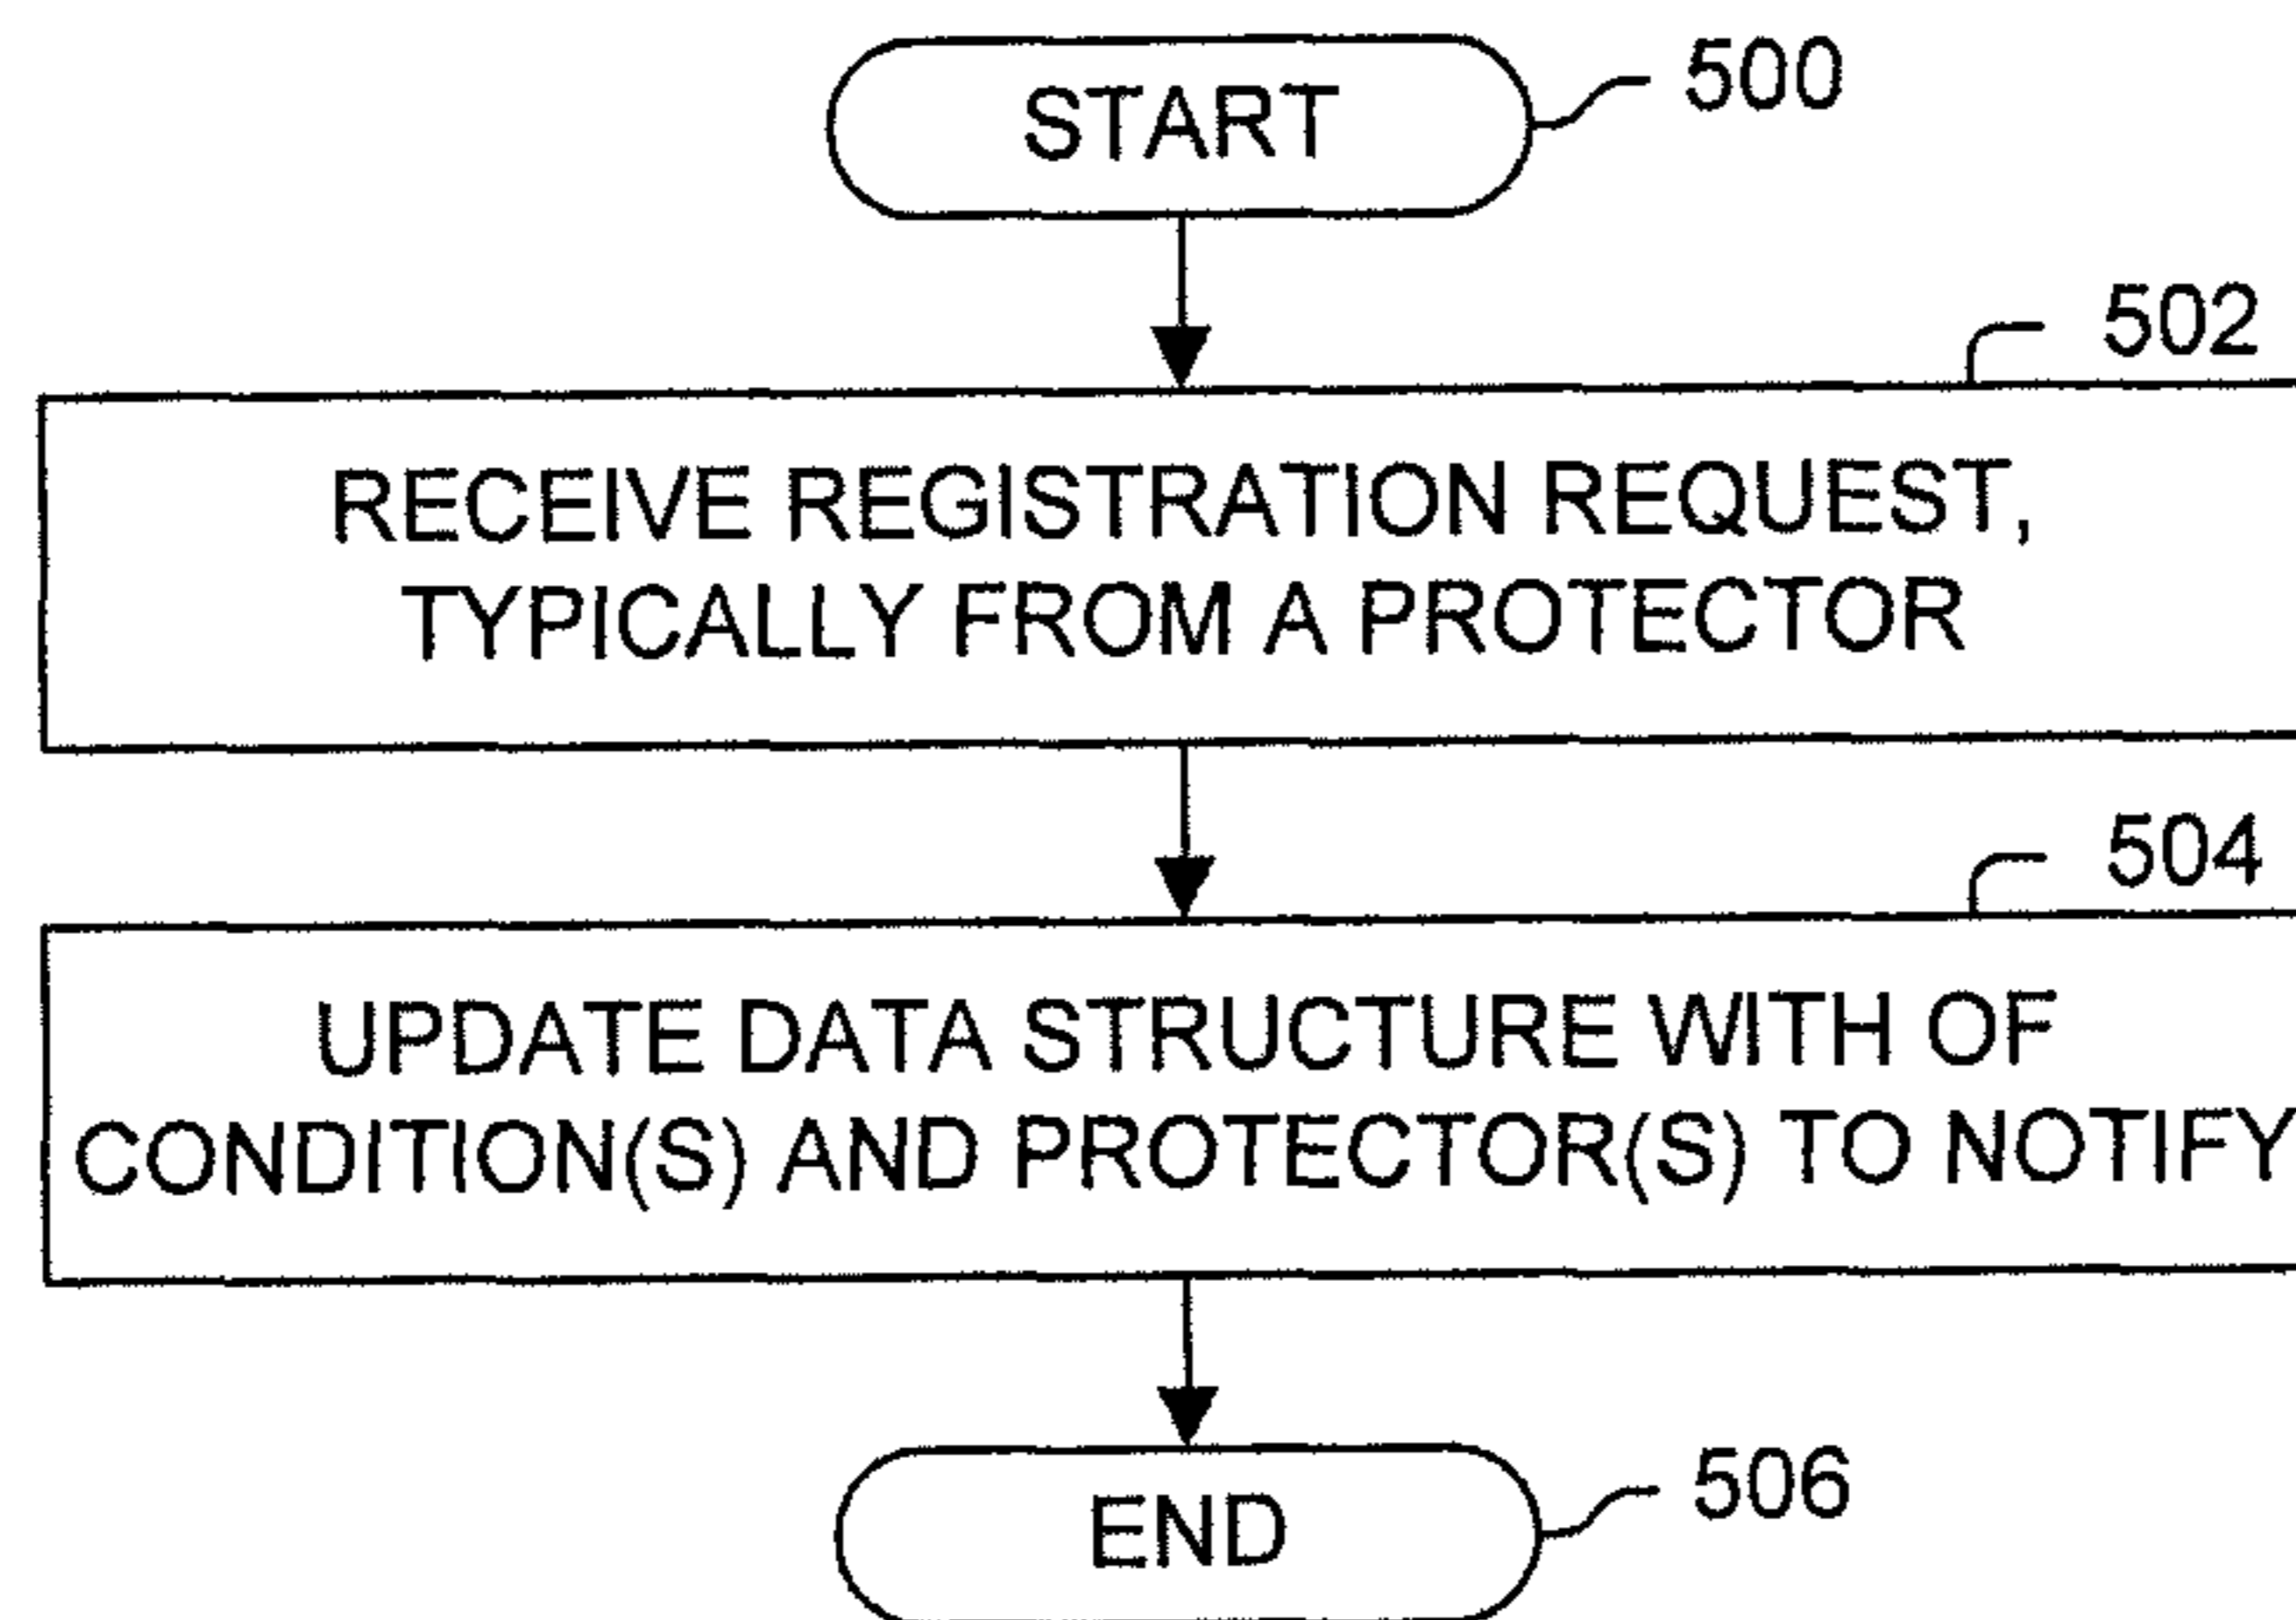 START
500
502
RECEIVE REGISTRATION REQUEST,
TYPICALLY FROM A PROTECTOR
504
UPDATE DATA STRUCTURE WITH OF
CONDITION(S) AND PROTECTOR(S) TO NOTIFY
END
506